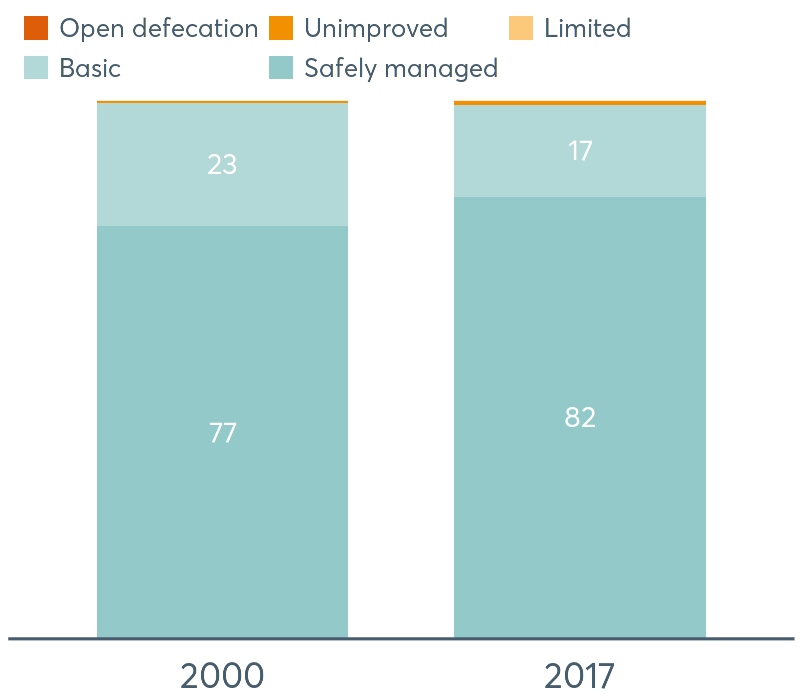 Open defecation Unimproved Limited
Basic Safely managed
23 17
77 82
2000 2017